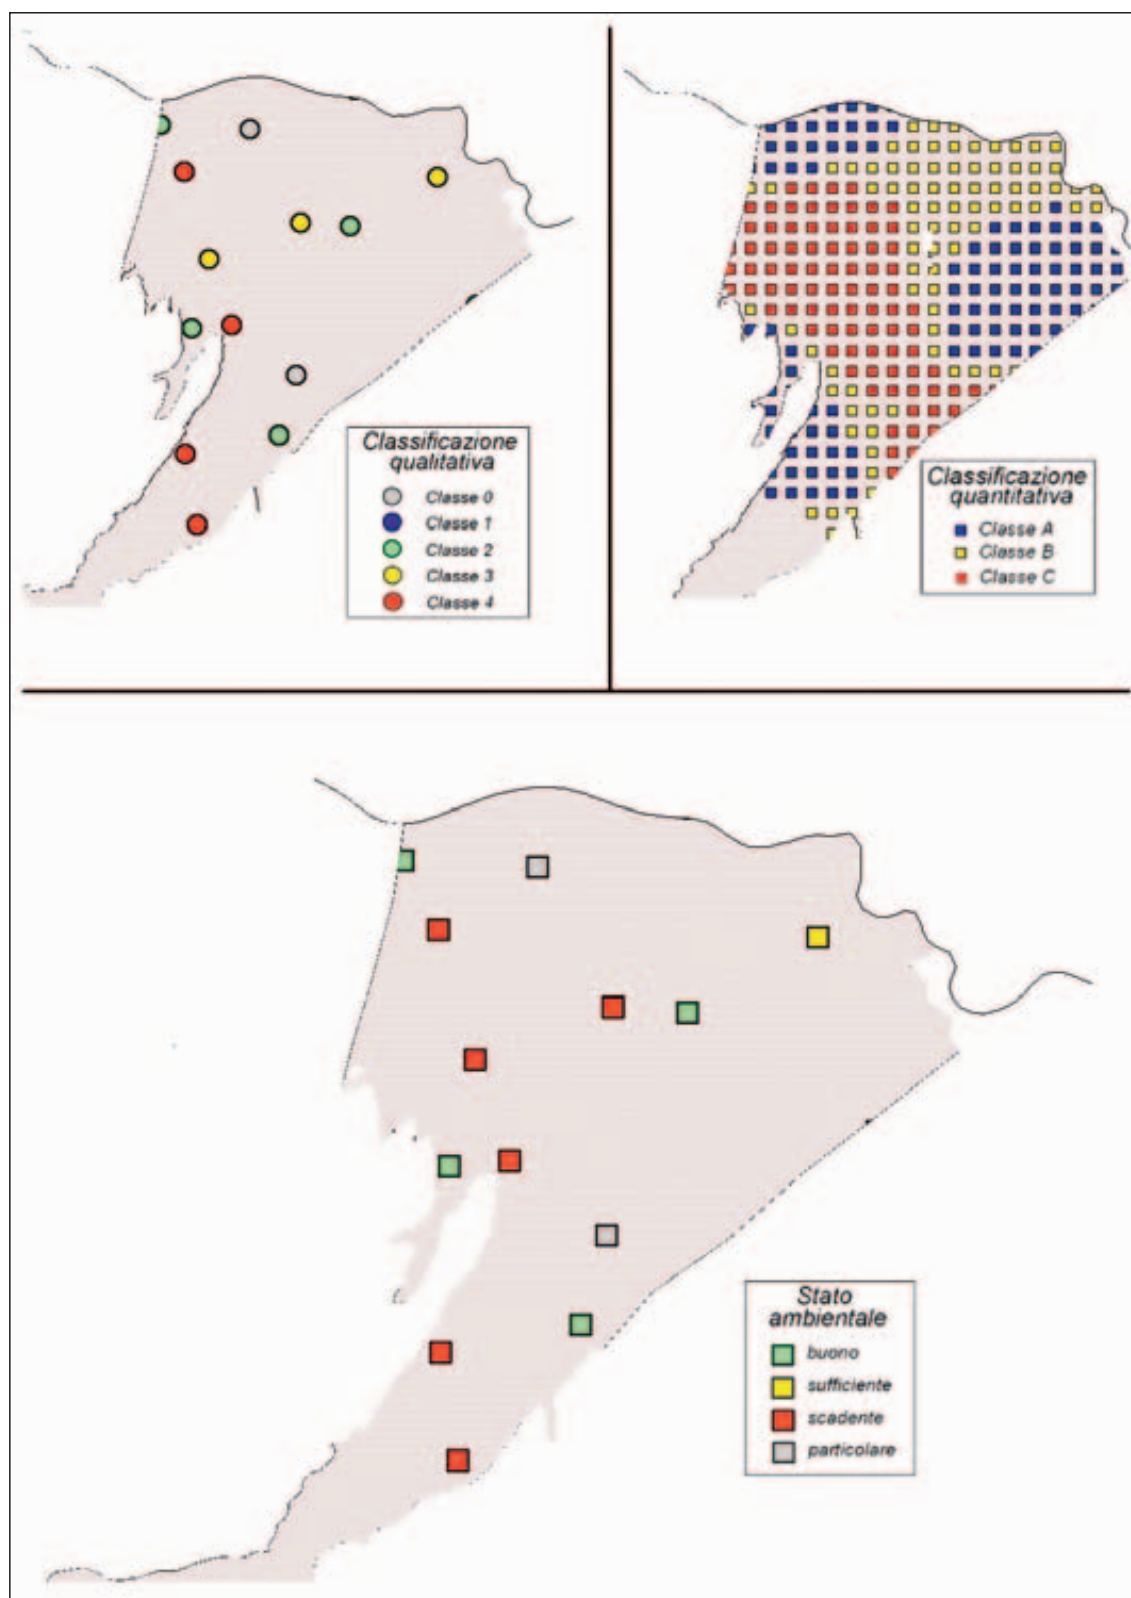 Classificazione
qualitativa
Classe 0
Classe 1
Classe 2
Classe 3
Classe 4
Classificazione
quantitativa
Classe A
Classe B
Classe C
Stato
ambientale
buono
sufficiente
scadente
particolare